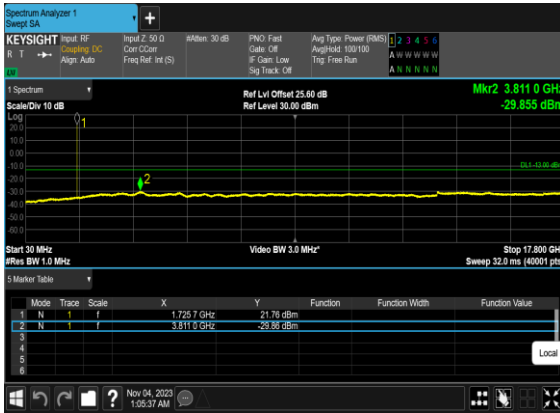 Spectrum Analyzer 1
Swept SA
KEYSIGHT Input: RF Input Z: 50 Ω #Atten: 30 dB PNO: Fast Avg Type: Power (RMS) 1 2 3 4 5 6
R T Coupling: DC Corr CCorr Gate: Off Avg|Hold: 100/100 A W W W W W
Align: Auto Freq Ref: Int (S) IF Gain: Low Trig: Free Run
Sig Track: Off A N N N N N
1 Spectrum Ref Lvl Offset 25.60 dB Mkr2 3.811 0 GHz
Scale/Div 10 dB Ref Level 30.00 dBm -29.855 dBm
Log
20.0
10.0
0.00
-10.0
DL1 -13.00 dBm
-20.0
-30.0
-40.0
-50.0
-60.0
1
2
Start 30 MHz Video BW 3.0 MHz* Stop 17.800 GH
#Res BW 1.0 MHz Sweep 32.0 ms (40001 pts
5 Marker Table
Mode Trace Scale X Y Function Function Width Function Value
1 N 1 f 1.725 7 GHz 21.76 dBm
2 N 1 f 3.811 0 GHz -29.86 dBm
3
4
5
6
Local
? Nov 04, 2023
1:05:37 AM